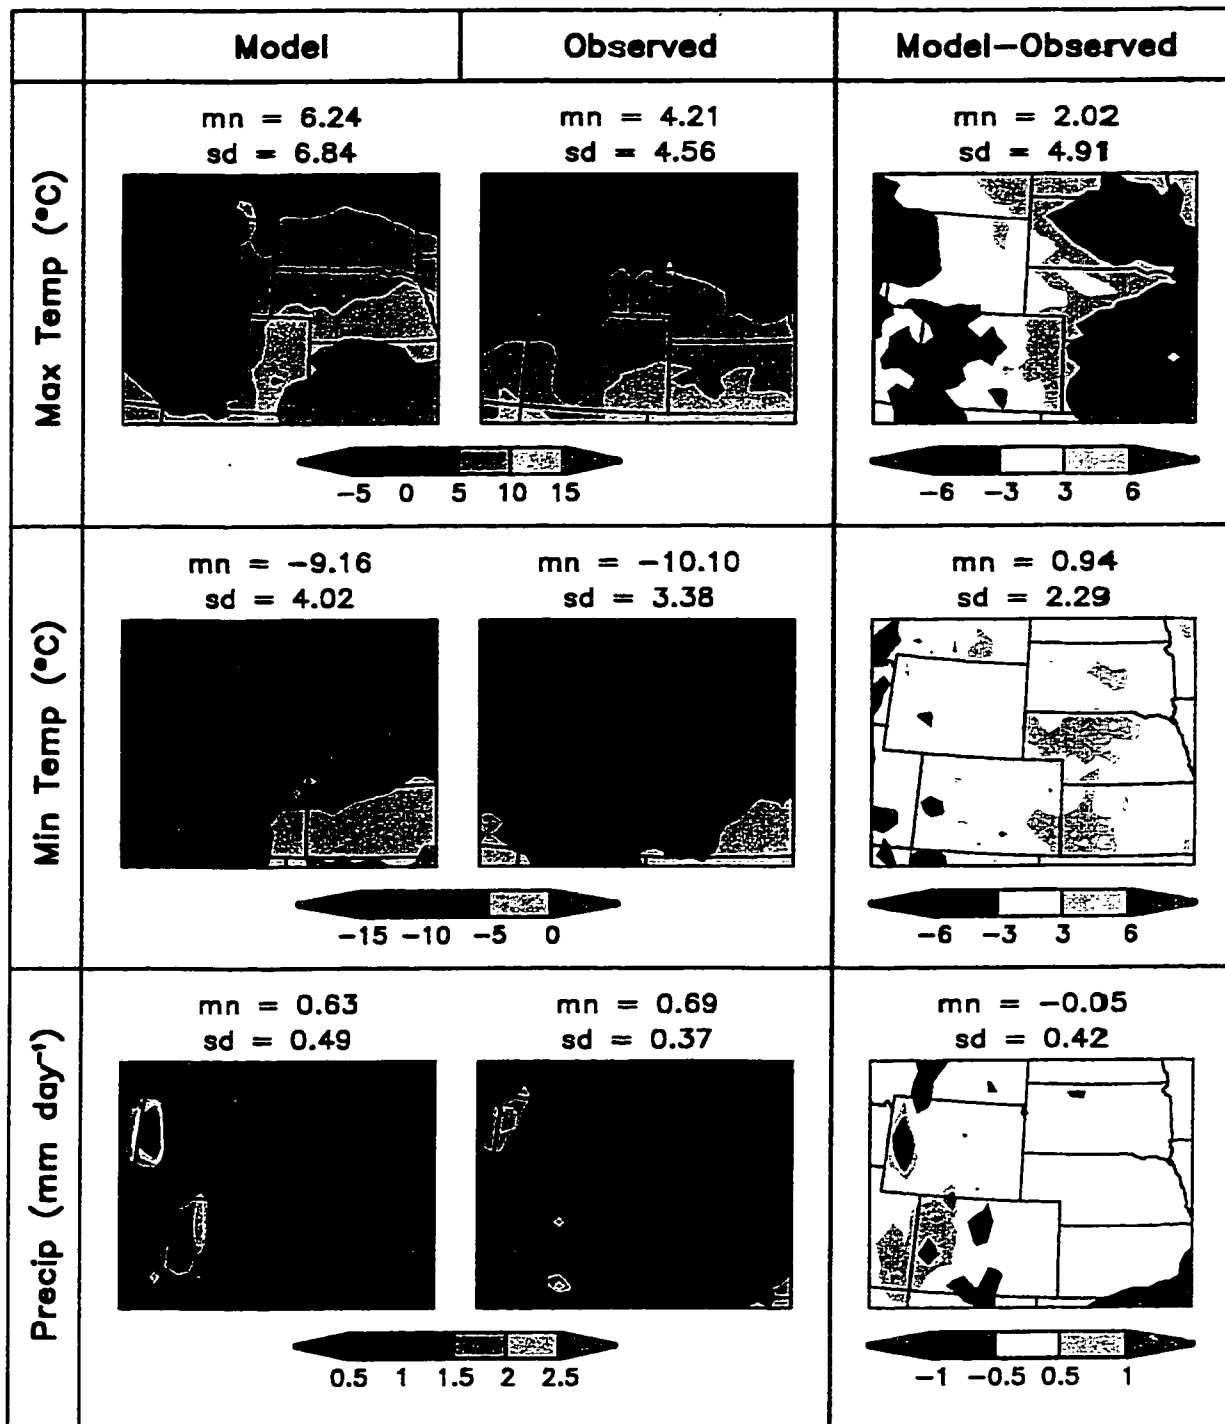 Model Observed Model−Observed
Max Temp (°C)
mn = 6.24
sd = 6.84
mn = 4.21
sd = 4.56
mn = 2.02
sd = 4.91
−5 0 5 10 15
−6 −3 3 6
Min Temp (°C)
mn = −9.16
sd = 4.02
mn = −10.10
sd = 3.38
mn = 0.94
sd = 2.29
−15 −10 −5 0
−6 −3 3 6
Precip (mm day⁻¹)
mn = 0.63
sd = 0.49
mn = 0.69
sd = 0.37
mn = −0.05
sd = 0.42
0.5 1 1.5 2 2.5
−1 −0.5 0.5 1